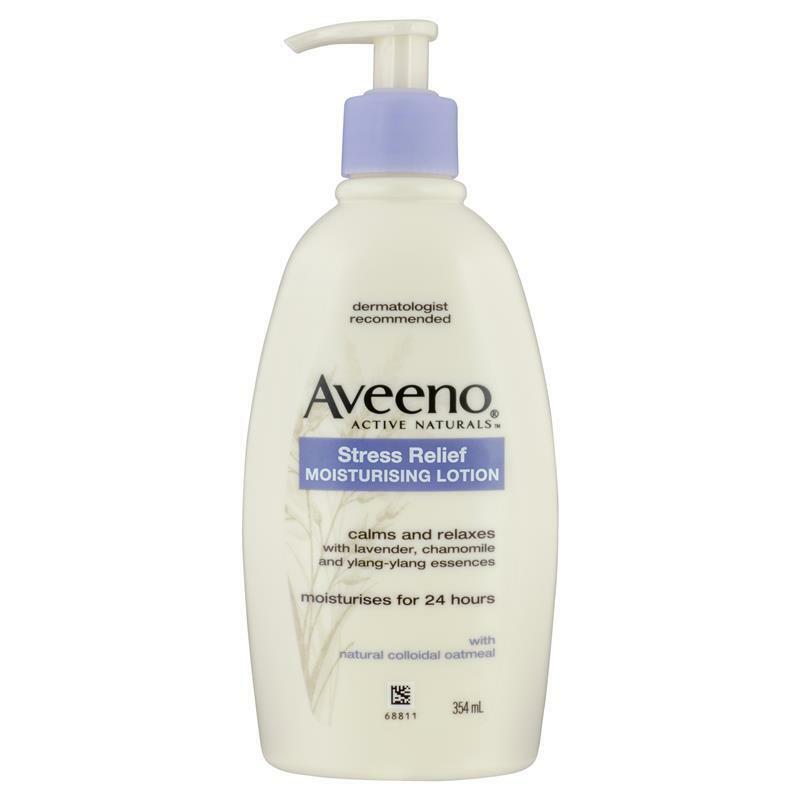 dermatologist
recommended
Aveeno®
ACTIVE NATURALS™
Stress Relief
MOISTURISING LOTION
calms and relaxes
with lavender, chamomile
and ylang-ylang essences
moisturises for 24 hours
with
natural colloidal oatmeal
68811
354 mL